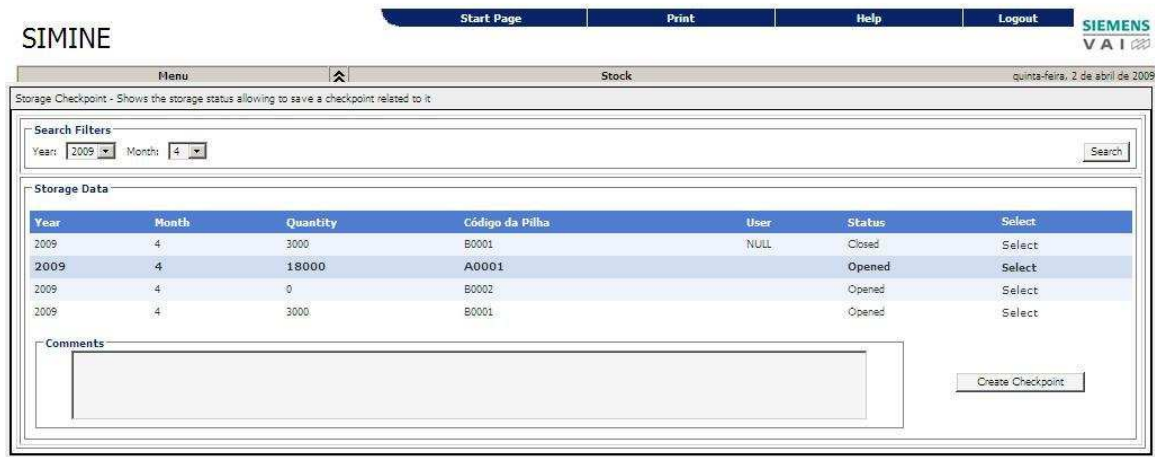 Start Page Print Help Logout
SIMINE
SIEMENS
VAI
Menu Stock quinta-feira, 2 de abril de 2009
Storage Checkpoint - Shows the storage status allowing to save a checkpoint related to it
Search Filters
Year: 2009 Month: 4 Search
Storage Data
Year Month Quantity Código da Pilha User Status Select
2009 4 3000 B0001 NULL Closed Select
2009 4 18000 A0001 Opened Select
2009 4 0 B0002 Opened Select
2009 4 3000 B0001 Opened Select
Comments
Create Checkpoint